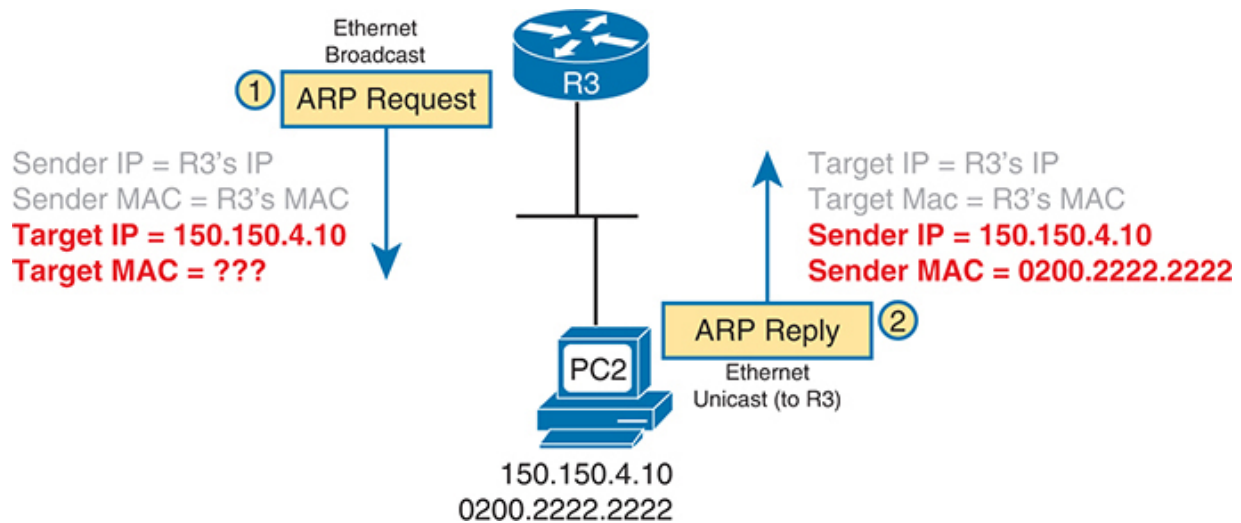 Ethernet
Broadcast
1
ARP Request
R3
Sender IP = R3's IP
Sender MAC = R3's MAC
Target IP = 150.150.4.10
Target MAC = ???
Target IP = R3's IP
Target Mac = R3's MAC
Sender IP = 150.150.4.10
Sender MAC = 0200.2222.2222
ARP Reply
2
Ethernet
Unicast (to R3)
PC2
150.150.4.10
0200.2222.2222